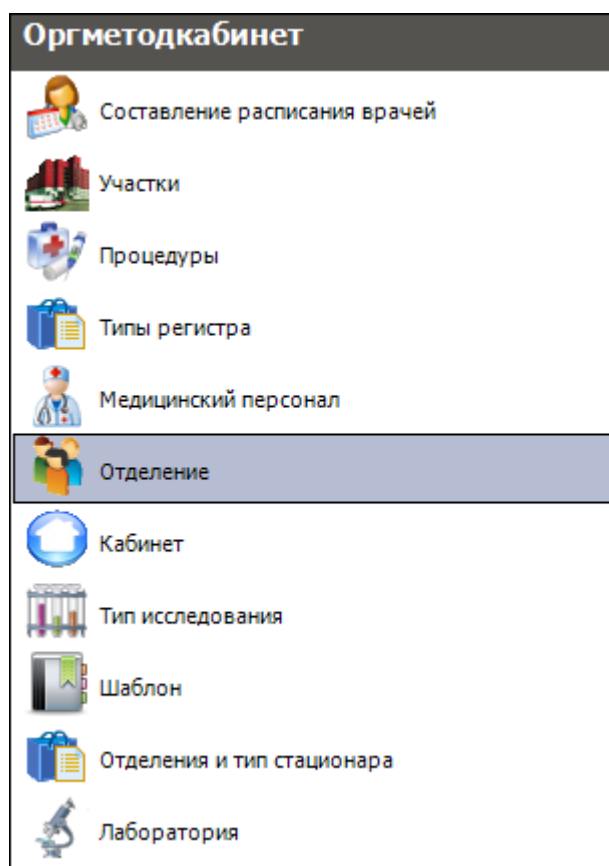 Оргметодкабинет
Составление расписания врачей
Участки
Процедуры
Типы регистра
Медицинский персонал
Отделение
Кабинет
Тип исследования
Шаблон
Отделения и тип стационара
Лаборатория